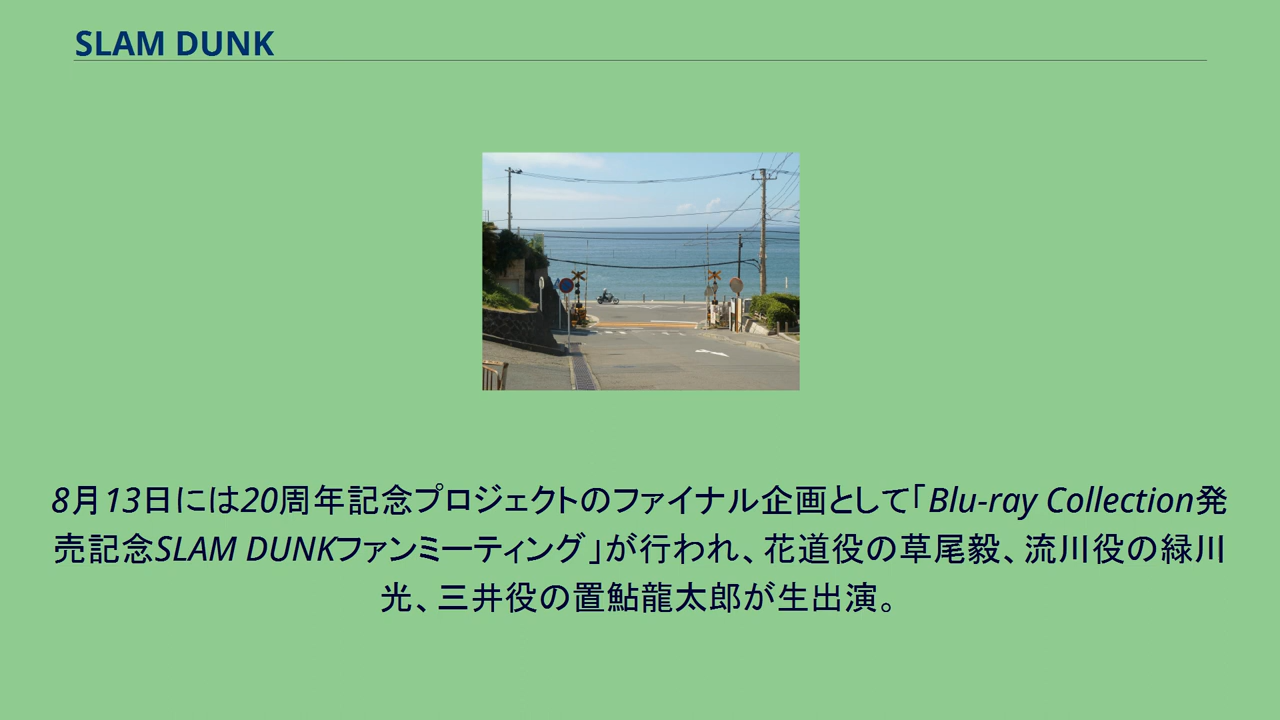 SLAM DUNK
8月13日には20周年記念プロジェクトのファイナル企画として「Blu-ray Collection発
売記念SLAM DUNKファンミーティング」が行われ、花道役の草尾毅、流川役の緑川
光、三井役の置鮎龍太郎が生出演。